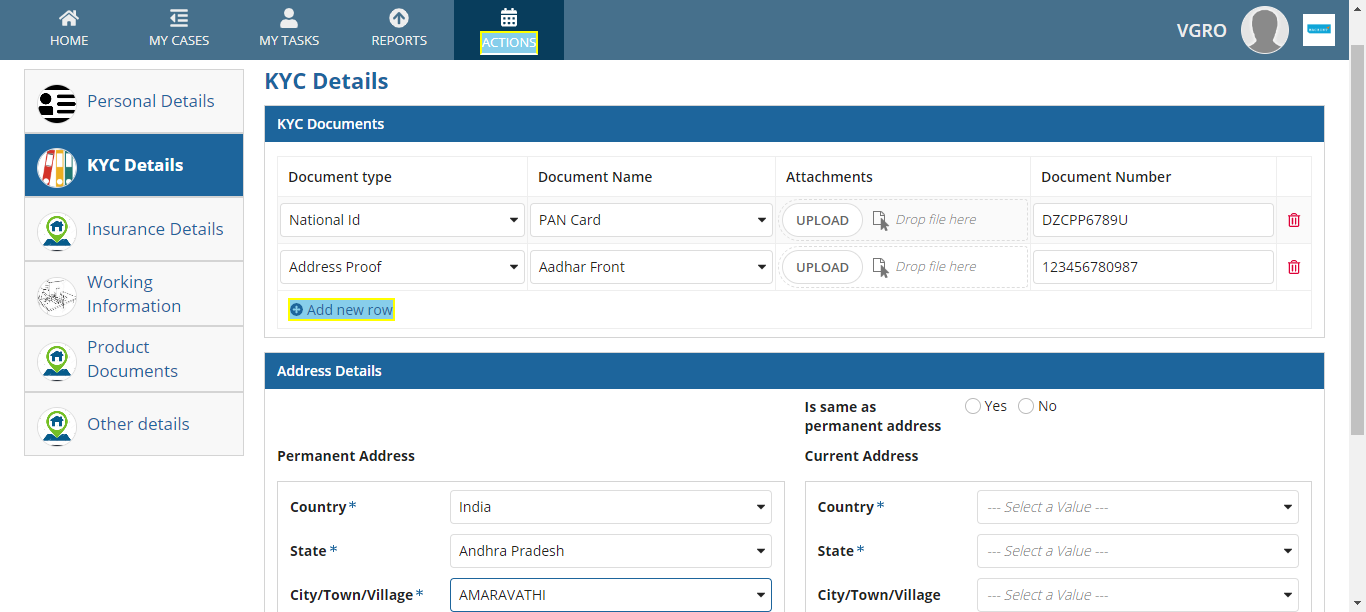 HOME
MY CASES
MY TASKS
REPORTS
ACTIONS
VGRO
Personal Details
KYC Details
Insurance Details
Working
Information
Product
Documents
Other details
KYC Details
KYC Documents
Document type Document Name Attachments Document Number
National Id PAN Card UPLOAD Drop file here DZCPP6789U
Address Proof Aadhar Front UPLOAD Drop file here 123456780987
Add new row
Address Details
Is same as
permanent address
Yes No
Permanent Address
Country* India
State* Andhra Pradesh
City/Town/Village* AMARAVATHI
Current Address
Country* --- Select a Value ---
State* --- Select a Value ---
City/Town/Village --- Select a Value ---